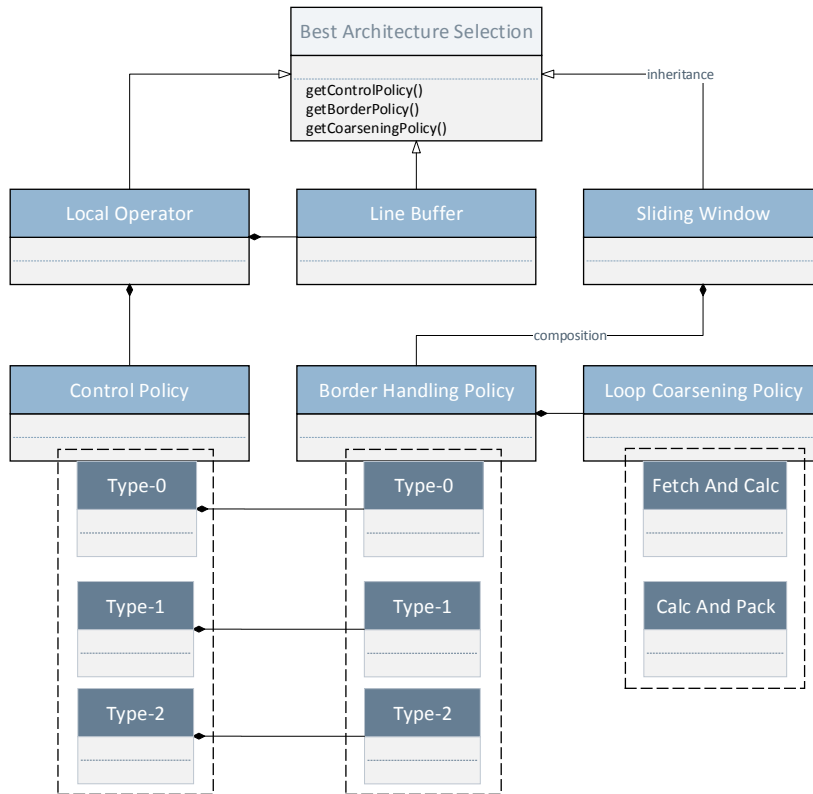 Best Architecture Selection
inheritance
getControlPolicy()
getBorderPolicy()
getCoarseningPolicy()
Local Operator
Line Buffer
Sliding Window
composition
Control Policy
Border Handling Policy
Loop Coarsening Policy
Type-0
Type-0
Fetch And Calc
Type-1
Type-1
Calc And Pack
Type-2
Type-2